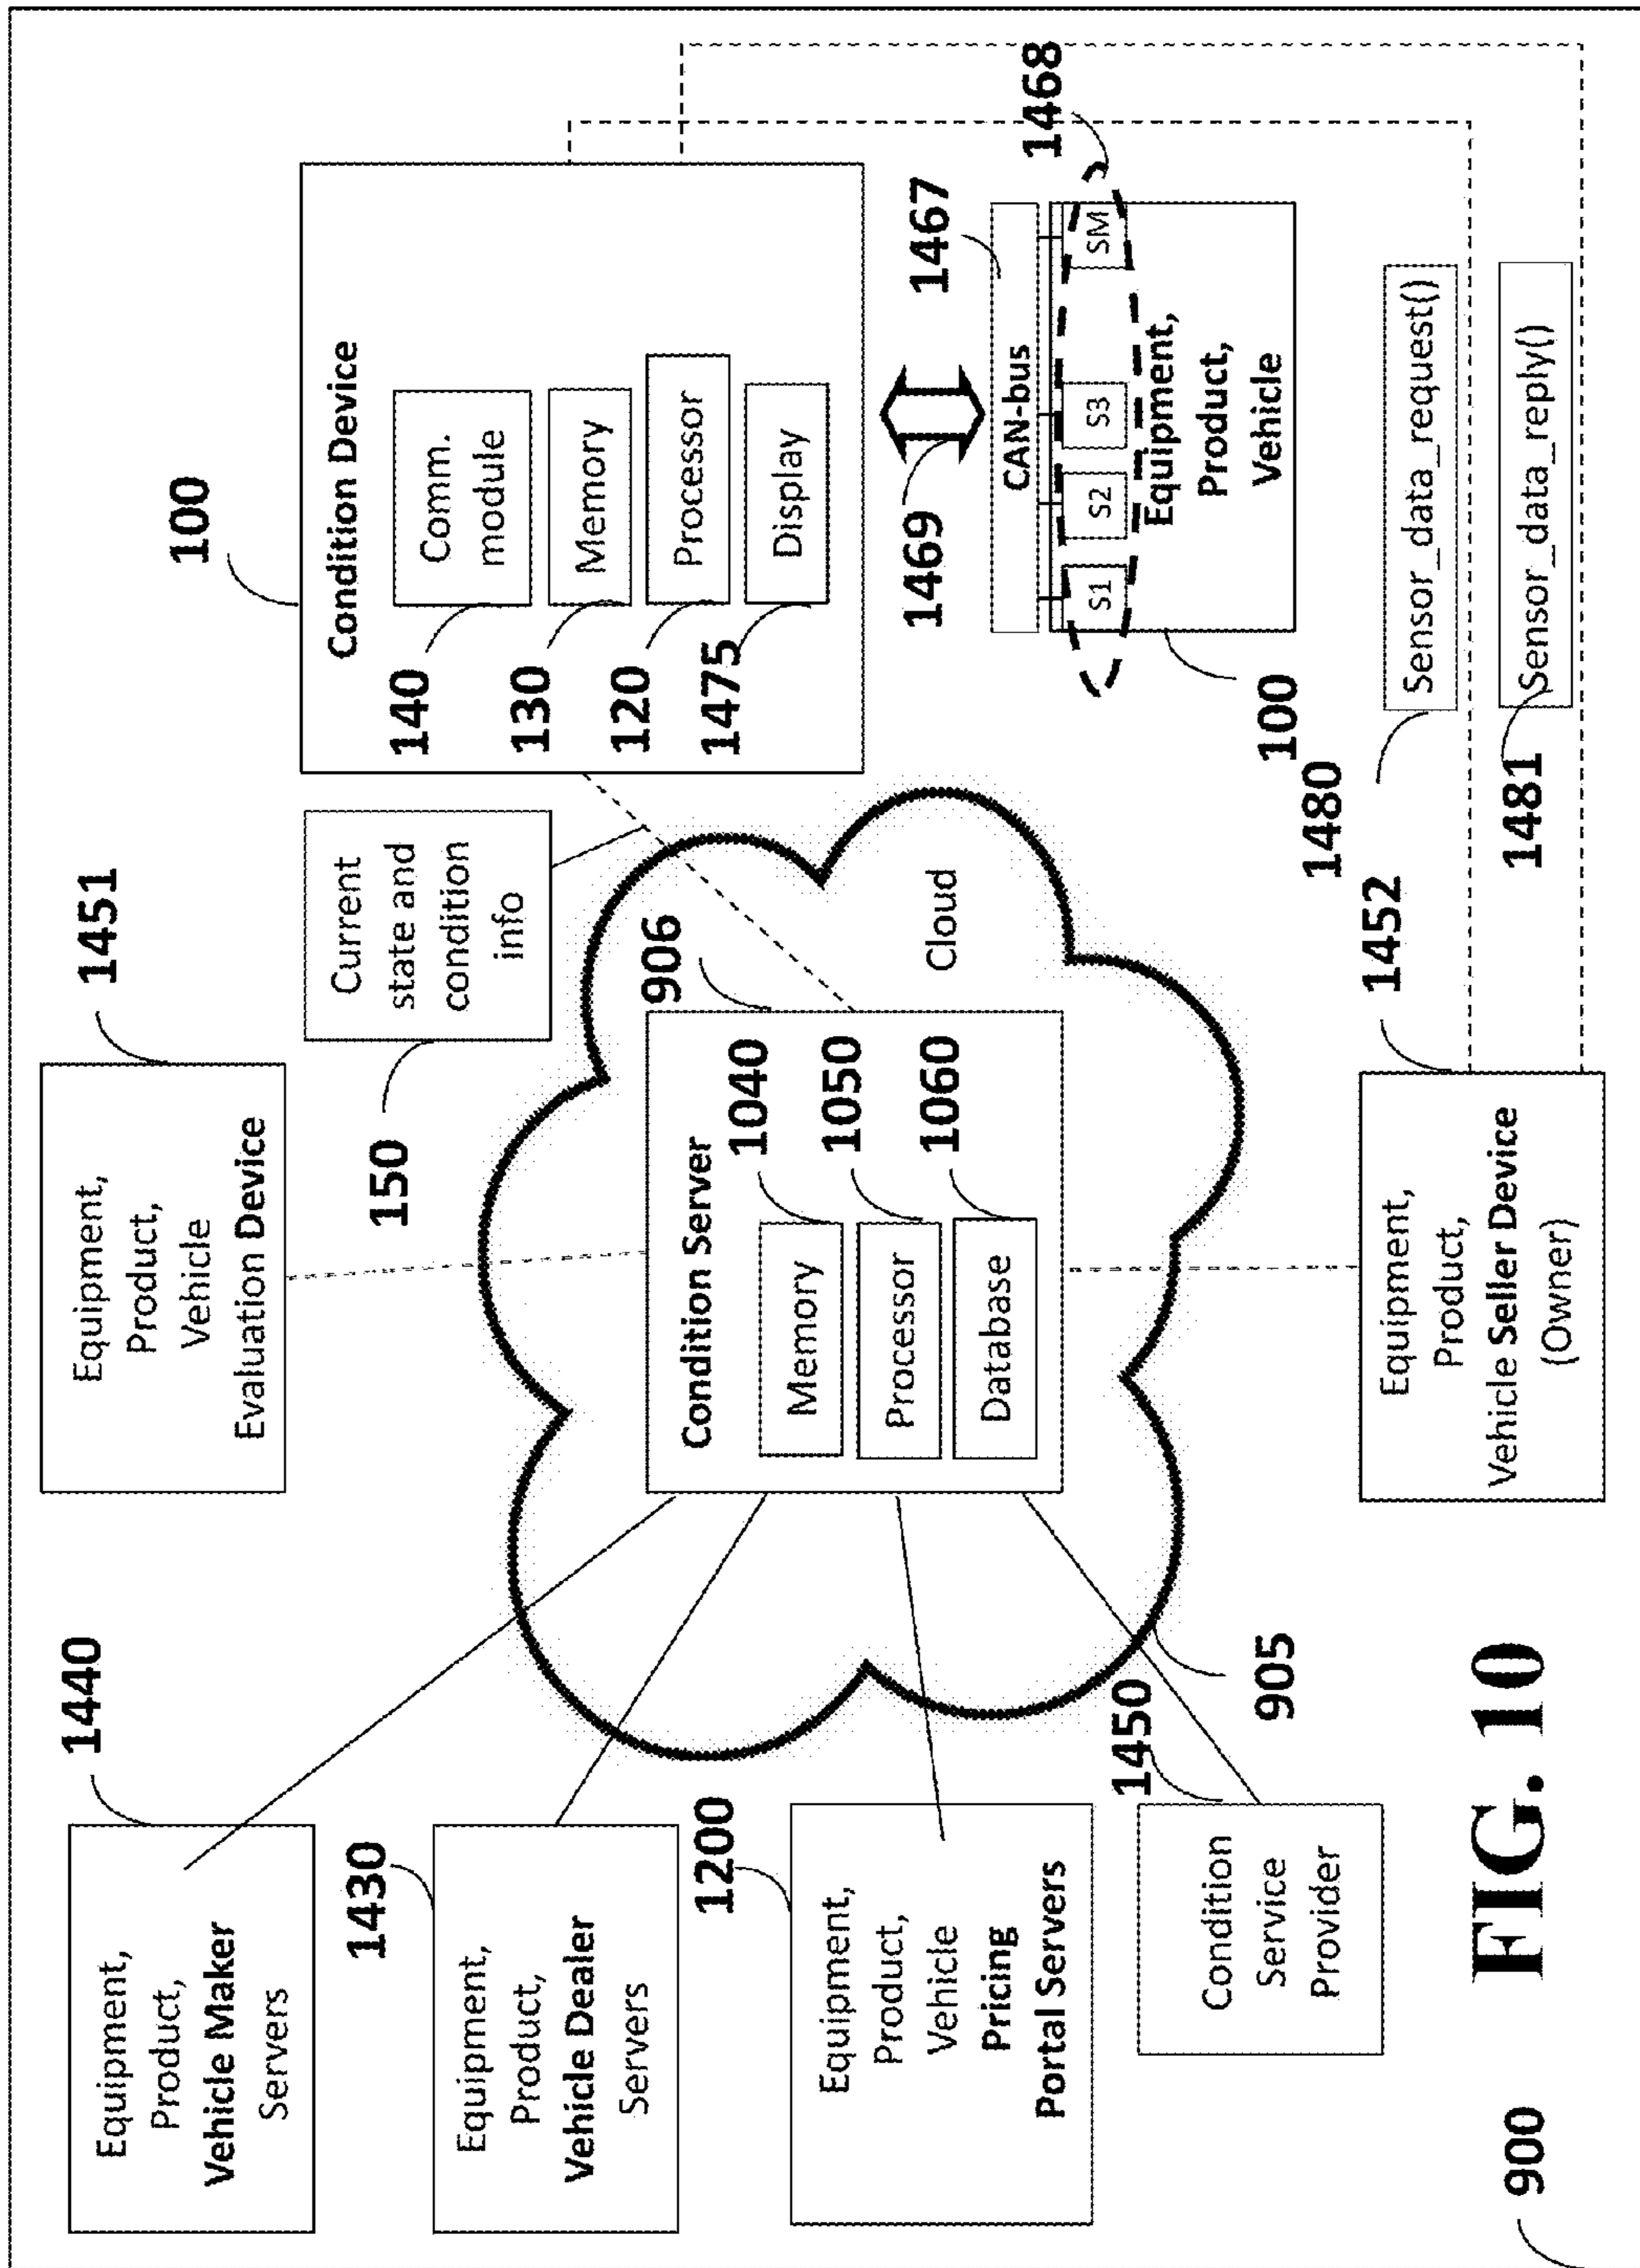 1440
Equipment,
Product,
Vehicle Maker
Servers
1430
Equipment,
Product,
Vehicle Dealer
Servers
1200
Equipment,
Product,
Vehicle
Pricing
Portal Servers
1450
Condition
Service
Provider
905
1451
Equipment,
Product,
Vehicle
Evaluation Device
150
Current
state and
condition
info
906
Condition Server
Memory
1040
Processor
1050
Database
1060
Cloud
1452
Equipment,
Product,
Vehicle Seller Device
(Owner)
100
Condition Device
140
Comm.
module
130
Memory
120
Processor
1475
Display
1469
1467
CAN-bus
1468
S1
S2
S3
SM
Equipment,
Product,
Vehicle
100
1480
Sensor_data_request()
1481
Sensor_data_reply()
900
FIG. 10